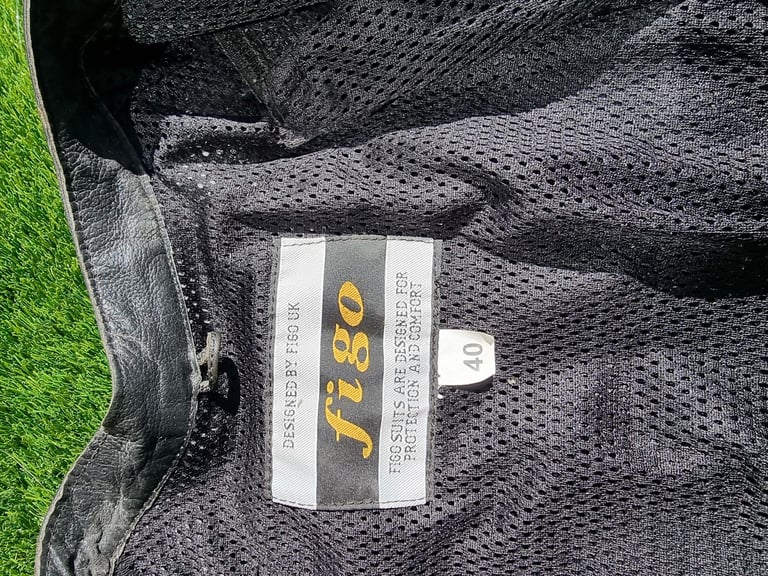 DESIGNED BY FIGO UK
figo
FIGO SUITS ARE DESIGNED FOR
PROTECTION AND COMFORT
40